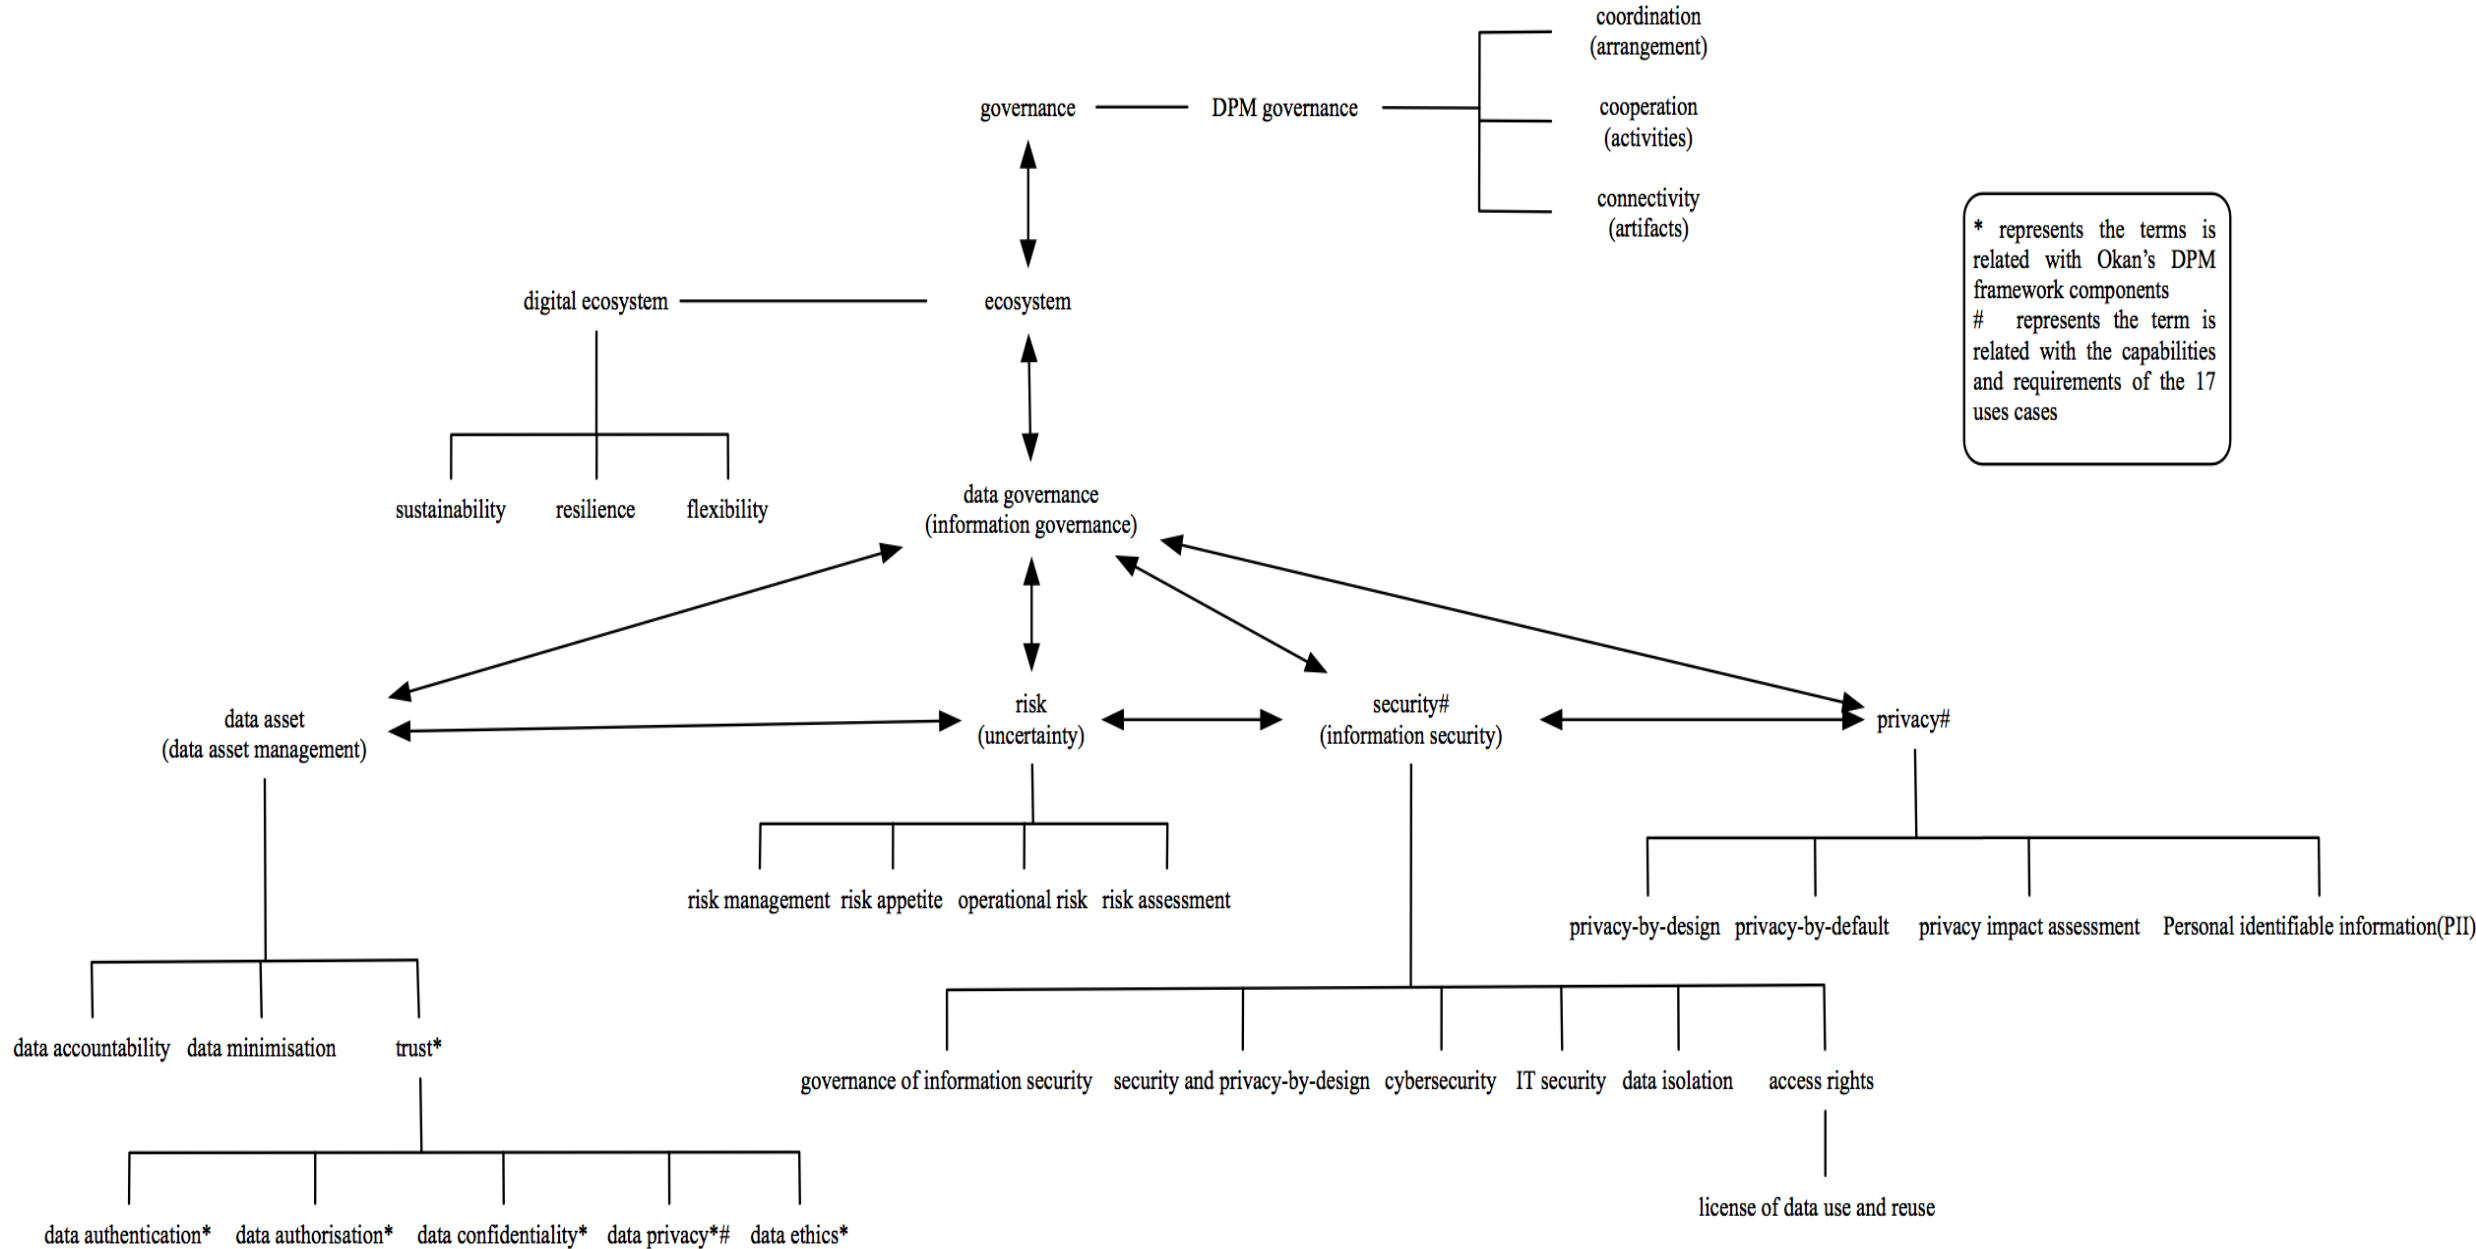 coordination
(arrangement)
governance
DPM governance
cooperation
(activities)
connectivity
(artifacts)
* represents the terms is
related with Okan’s DPM
framework components
# represents the term is
related with the capabilities
and requirements of the 17
uses cases
digital ecosystem
ecosystem
sustainability
resilience
flexibility
data governance
(information governance)
data asset
(data asset management)
risk
(uncertainty)
security#
(information security)
privacy#
risk management
risk appetite
operational risk
risk assessment
privacy-by-design
privacy-by-default
privacy impact assessment
Personal identifiable information(PII)
data accountability
data minimisation
trust*
governance of information security
security and privacy-by-design
cybersecurity
IT security
data isolation
access rights
license of data use and reuse
data authentication*
data authorisation*
data confidentiality*
data privacy*#
data ethics*